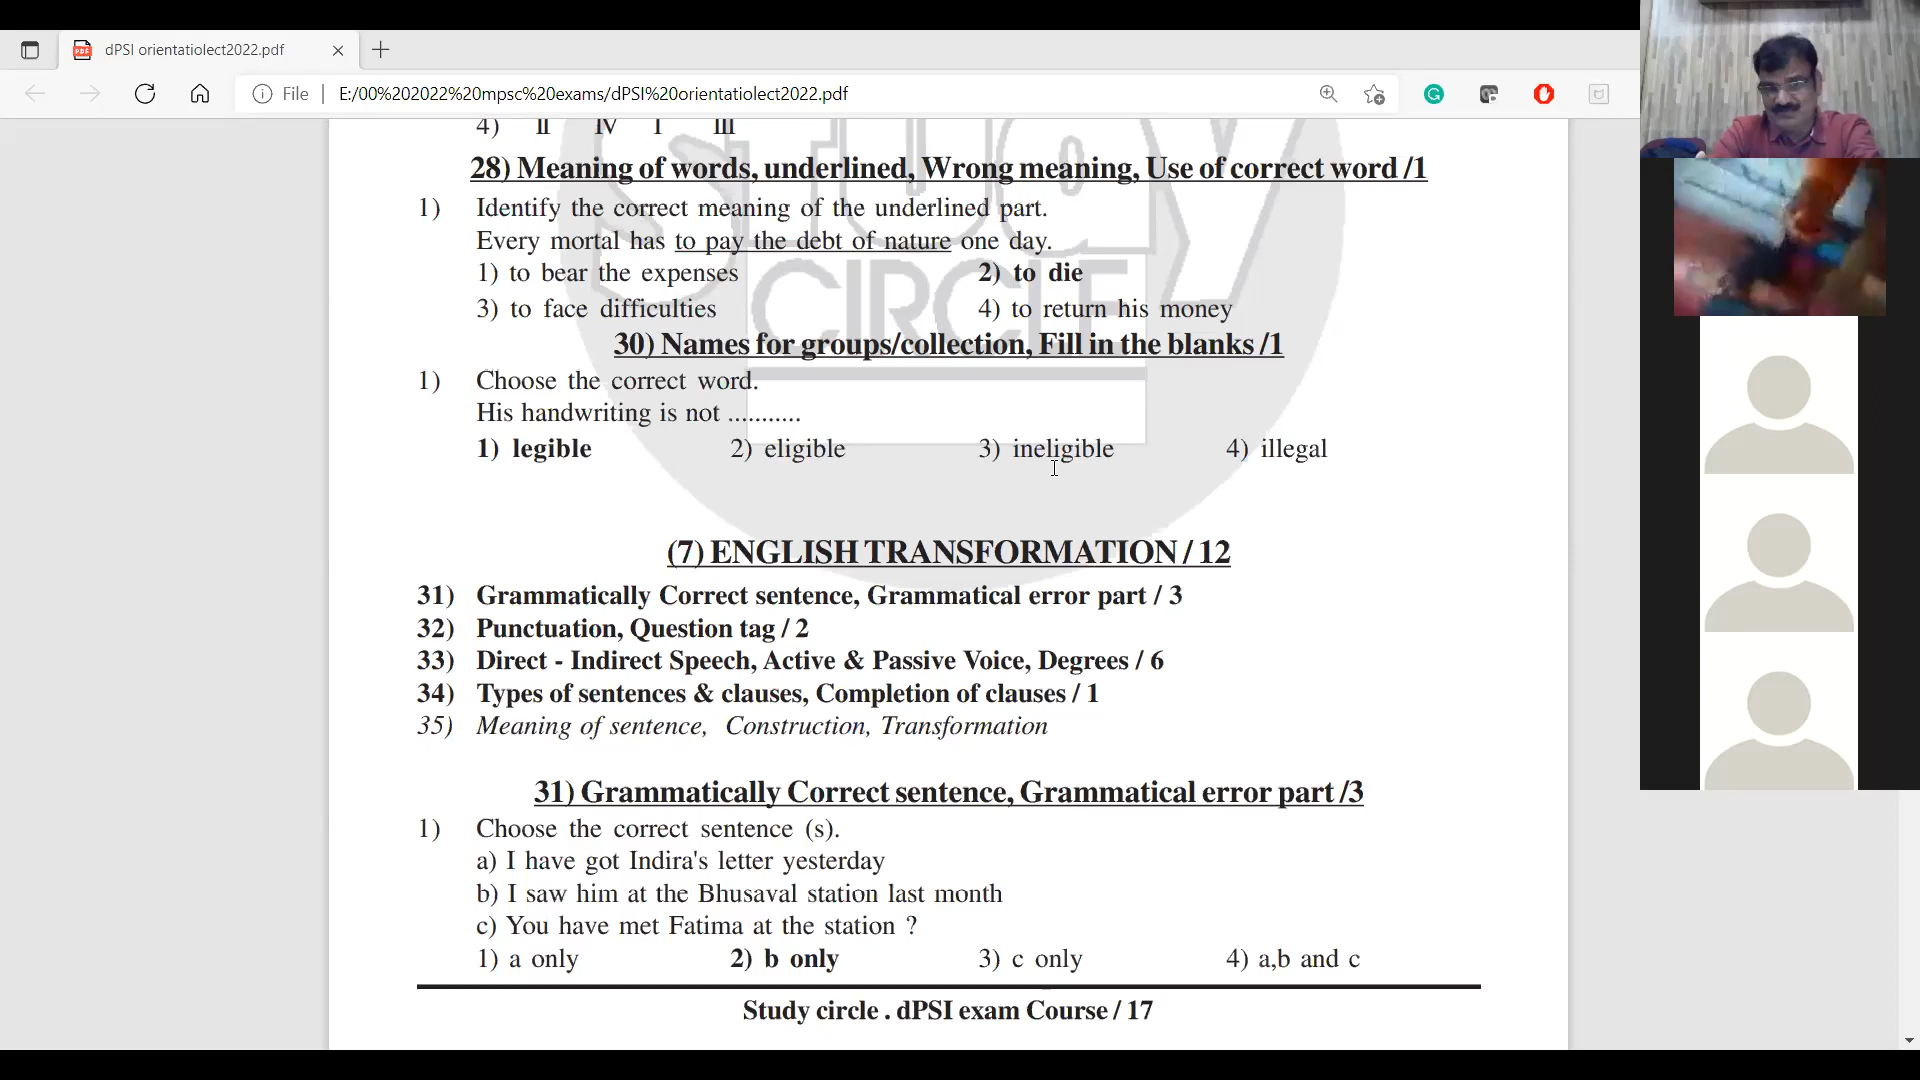 dPSI orientatiolect2022.pdf
File
E:/00%202022%20mpsc%20exams/dPSI%20orientatiolect2022.pdf
4) II IV I III
28) Meaning of words, underlined, Wrong meaning, Use of correct word /1
1) Identify the correct meaning of the underlined part.
Every mortal has to pay the debt of nature one day.
1) to bear the expenses 2) to die
3) to face difficulties 4) to return his money
30) Names for groups/collection, Fill in the blanks /1
1) Choose the correct word.
His handwriting is not ...........
1) legible 2) eligible 3) ineligible 4) illegal
(7) ENGLISH TRANSFORMATION / 12
31) Grammatically Correct sentence, Grammatical error part / 3
32) Punctuation, Question tag / 2
33) Direct - Indirect Speech, Active & Passive Voice, Degrees / 6
34) Types of sentences & clauses, Completion of clauses / 1
35) Meaning of sentence, Construction, Transformation
31) Grammatically Correct sentence, Grammatical error part /3
1) Choose the correct sentence (s).
a) I have got Indira's letter yesterday
b) I saw him at the Bhusaval station last month
c) You have met Fatima at the station ?
1) a only 2) b only 3) c only 4) a,b and c
Study circle . dPSI exam Course / 17
STUDY
CIRCLE